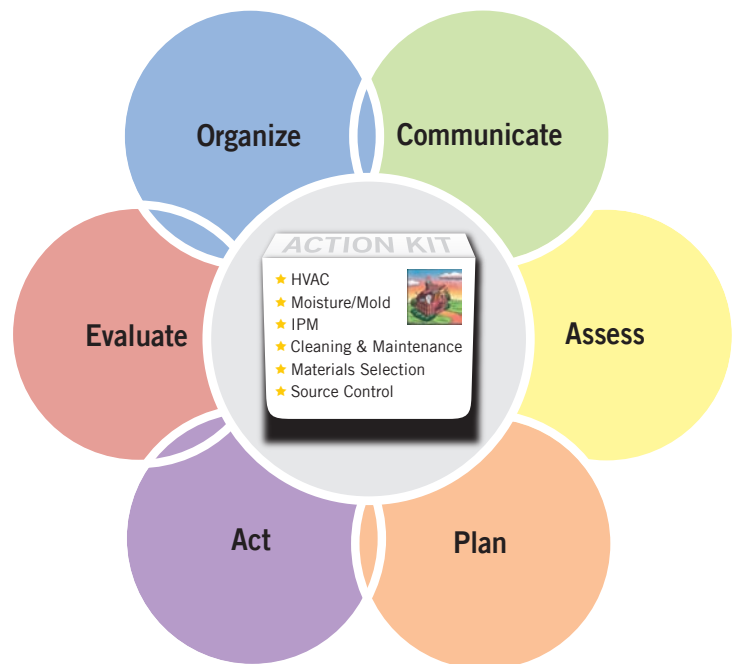 Organize
Communicate
Assess
Plan
Act
Evaluate
ACTION KIT
HVAC
Moisture/Mold
IPM
Cleaning & Maintenance
Materials Selection
Source Control